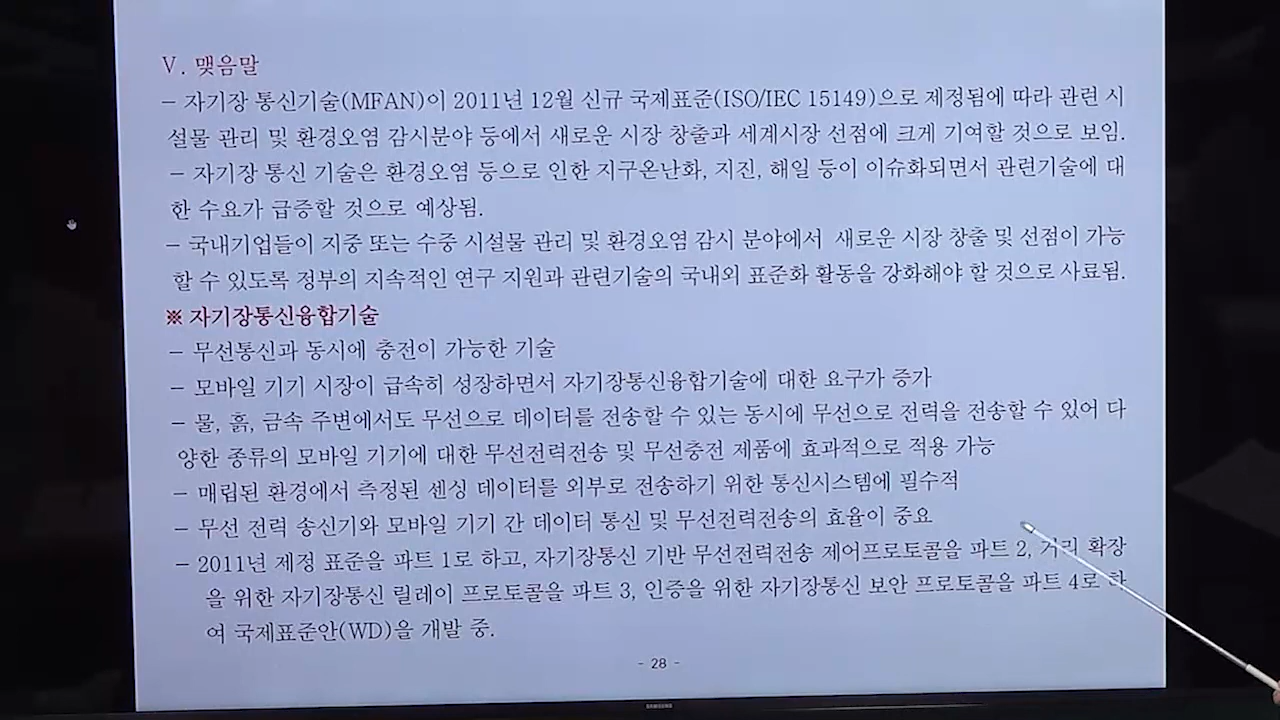 Ⅴ. 맺음말
- 자기장 통신기술(MFAN)이 2011년 12월 신규 국제표준(ISO/IEC 15149)으로 제정됨에 따라 관련 시
설물 관리 및 환경오염 감시분야 등에서 새로운 시장 창출과 세계시장 선점에 크게 기여할 것으로 보임.
- 자기장 통신 기술은 환경오염 등으로 인한 지구온난화, 지진, 해일 등이 이슈화되면서 관련기술에 대
한 수요가 급증할 것으로 예상됨.
- 국내기업들이 지중 또는 수중 시설물 관리 및 환경오염 감시 분야에서 새로운 시장 창출 및 선점이 가능
할 수 있도록 정부의 지속적인 연구 지원과 관련기술의 국내외 표준화 활동을 강화해야 할 것으로 사료됨.
※ 자기장통신융합기술
- 무선통신과 동시에 충전이 가능한 기술
- 모바일 기기 시장이 급속히 성장하면서 자기장통신융합기술에 대한 요구가 증가
- 물, 흙, 금속 주변에서도 무선으로 데이터를 전송할 수 있는 동시에 무선으로 전력을 전송할 수 있어 다
양한 종류의 모바일 기기에 대한 무선전력전송 및 무선충전 제품에 효과적으로 적용 가능
- 매립된 환경에서 측정된 센싱 데이터를 외부로 전송하기 위한 통신시스템에 필수적
- 무선 전력 송신기와 모바일 기기 간 데이터 통신 및 무선전력전송의 효율이 중요
- 2011년 제정 표준을 파트 1로 하고, 자기장통신 기반 무선전력전송 제어프로토콜을 파트 2, 거리 확장
을 위한 자기장통신 릴레이 프로토콜을 파트 3, 인증을 위한 자기장통신 보안 프로토콜을 파트 4로 하
여 국제표준안(WD)을 개발 중.
- 28 -
SAMSUNG